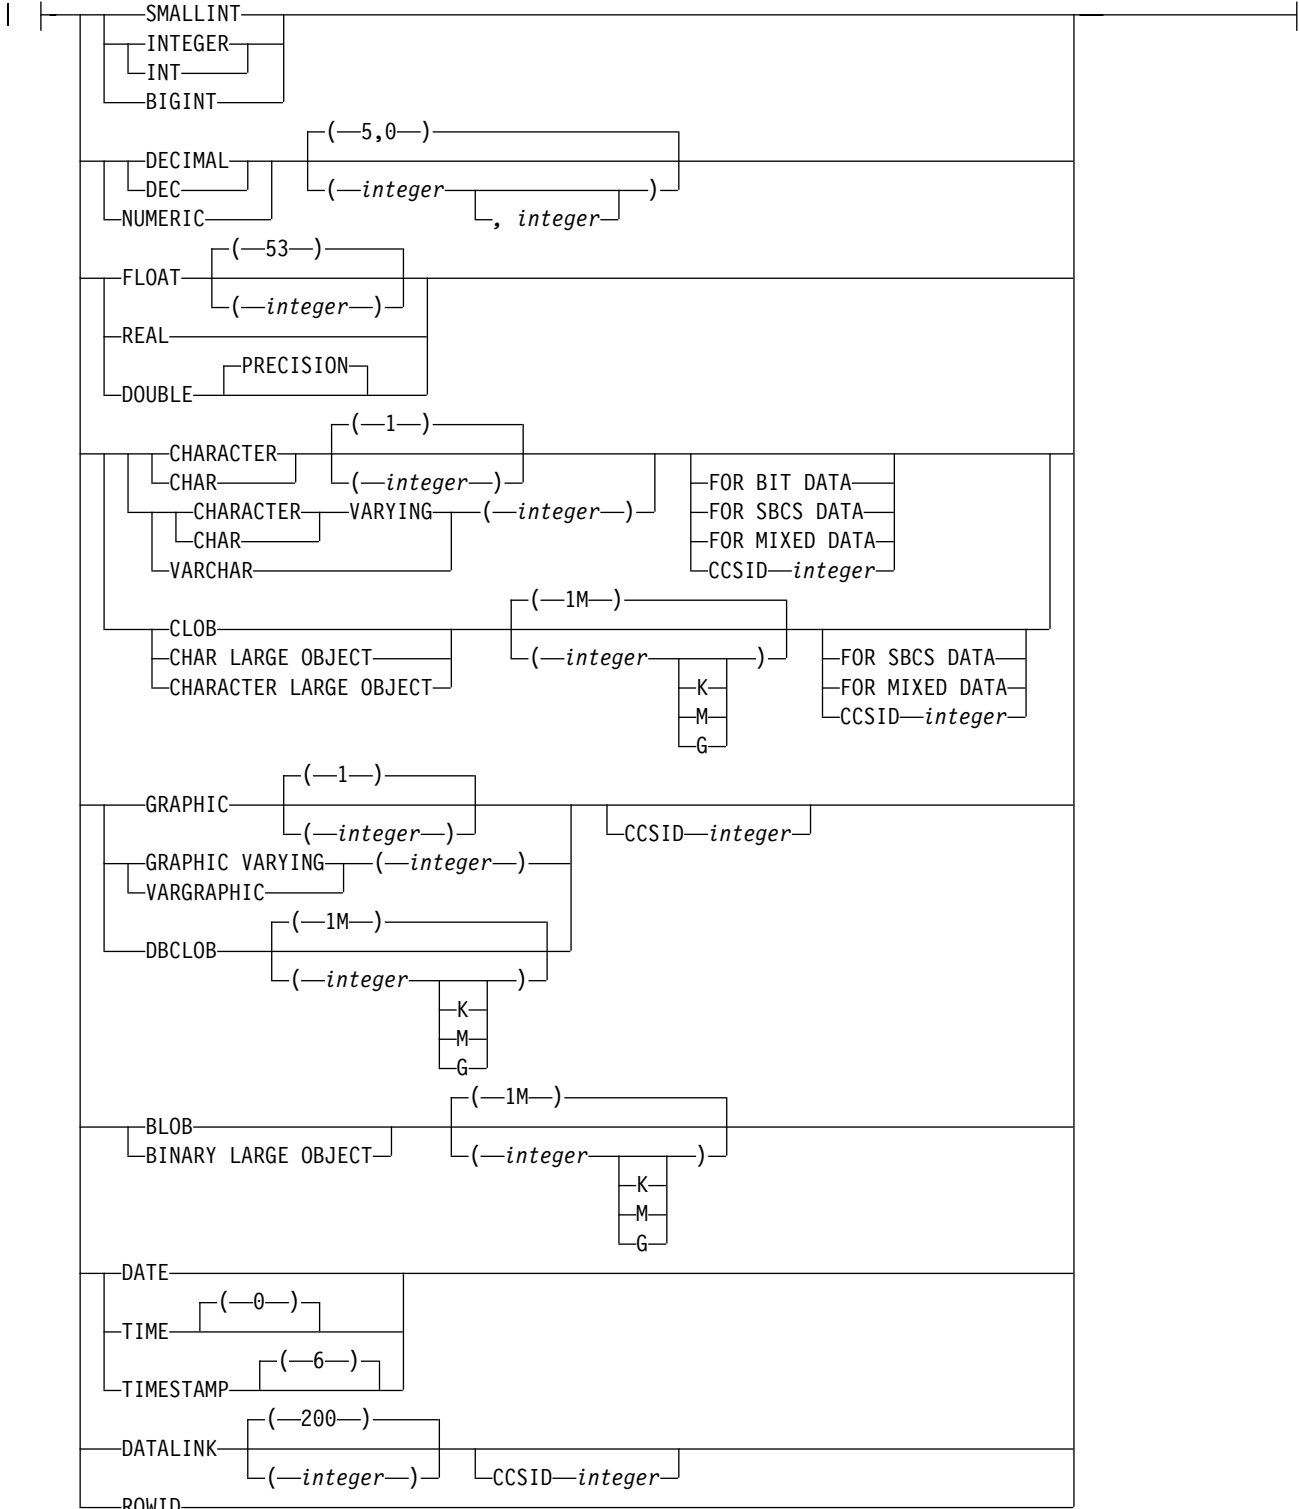 SMALLINT
INTEGER
INT
BIGINT
( 5,0 )
DECIMAL
DEC ( integer )
NUMERIC , integer
( 53 )
FLOAT
( integer )
REAL
PRECISION
DOUBLE
( 1 )
CHARACTER
CHAR ( integer ) FOR BIT DATA
CHARACTER VARYING ( integer ) FOR SBCS DATA
CHAR FOR MIXED DATA
VARCHAR CCSID integer
( 1M )
CLOB
CHAR LARGE OBJECT ( integer ) FOR SBCS DATA
CHARACTER LARGE OBJECT K FOR MIXED DATA
M CCSID integer
G
( 1 )
GRAPHIC
( integer ) CCSID integer
GRAPHIC VARYING ( integer )
VARGRAPHIC
( 1M )
DBCLOB
( integer )
K
M
G
( 1M )
BLOB
BINARY LARGE OBJECT ( integer )
K
M
G
DATE
( 0 )
TIME
( 6 )
TIMESTAMP
( 200 )
DATALINK
( integer ) CCSID integer
ROWID